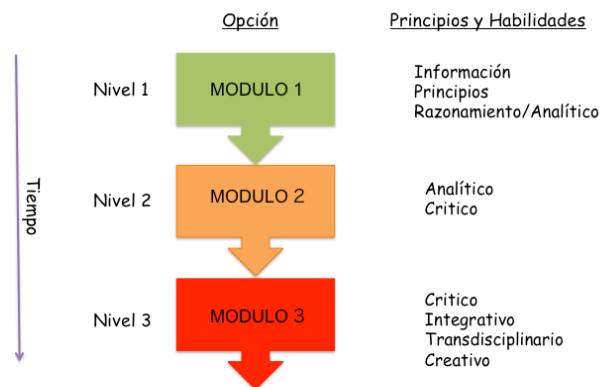 Opción
Principios y Habilidades
Nivel 1
MODULO 1
Información
Principios
Razonamiento/Analítico
Tiempo
Nivel 2
MODULO 2
Analítico
Critico
Nivel 3
MODULO 3
Critico
Integrativo
Transdisciplinario
Creativo